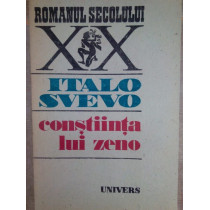 ROMANUL SECOLULUI
XX
ITALO
SVEVO
conştiinţa
lui zeno
UNIVERS